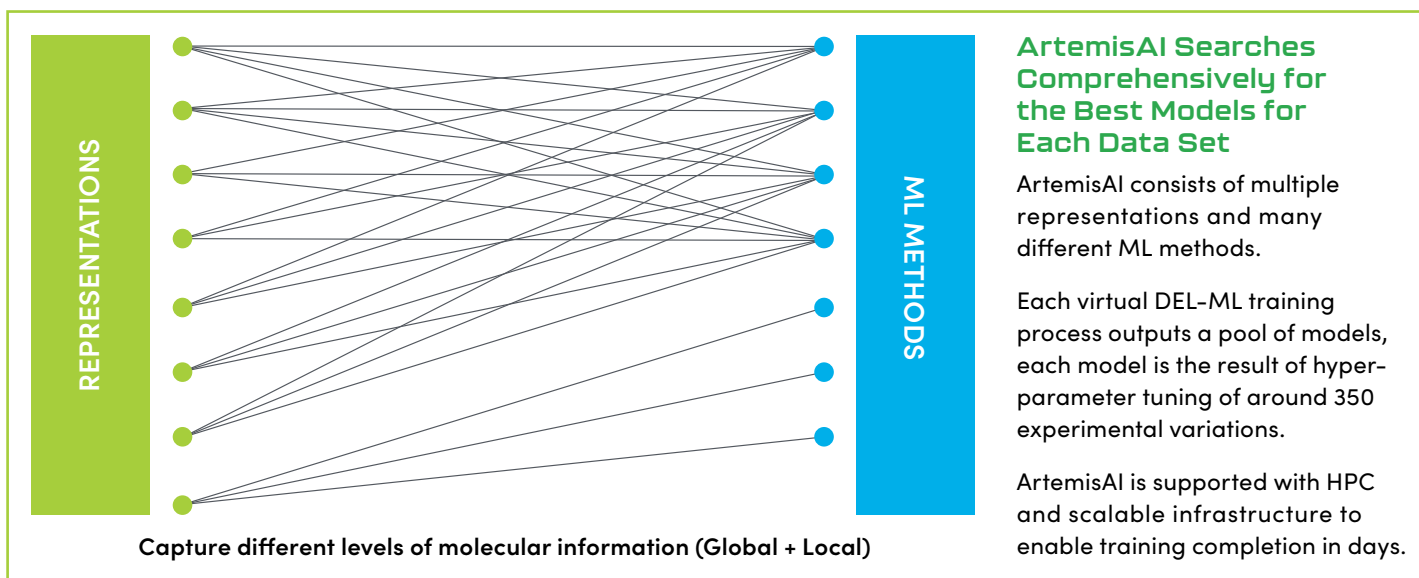 REPRESENTATIONS
ML METHODS
Capture different levels of molecular information (Global + Local)
ArtemisAI Searches
Comprehensively for
the Best Models for
Each Data Set
ArtemisAI consists of multiple
representations and many
different ML methods.
Each virtual DEL-ML training
process outputs a pool of models,
each model is the result of hyper-
parameter tuning of around 350
experimental variations.
ArtemisAI is supported with HPC
and scalable infrastructure to
enable training completion in days.